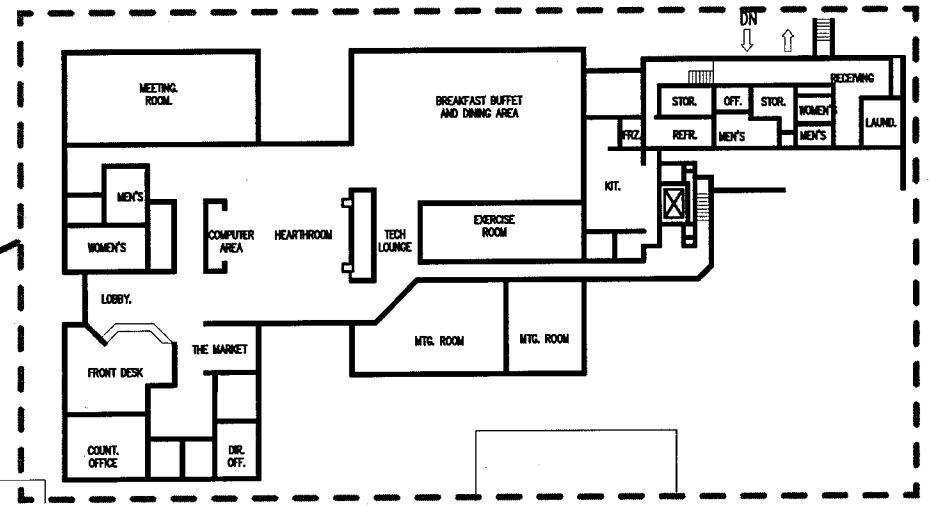 DN
MEETING.
ROOM.
BREAKFAST BUFFET
AND DINING AREA
RECEIVING
STOR.
OFF.
STOR.
WOMEN'S
LAUND.
FRZ.
REFR.
MEN'S
MEN'S
MEN'S
KIT.
WOMEN'S
COMPUTER
AREA
HEARTHROOM
TECH
LOUNGE
EXERCISE
ROOM
LOBBY.
THE MARKET
MTG. ROOM
MTG. ROOM
FRONT DESK
COUNT.
OFFICE
DIR.
OFF.